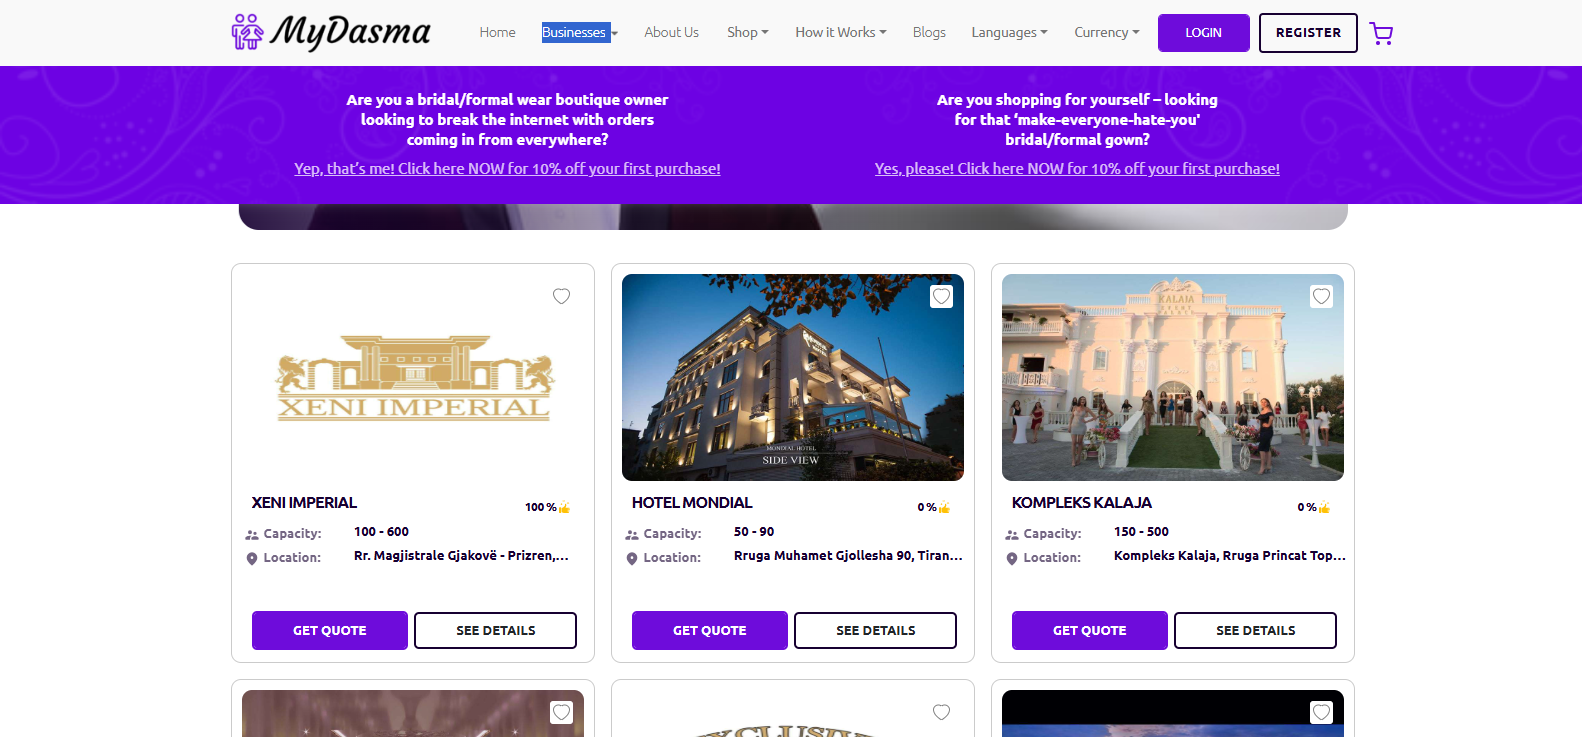 MyDasma
Home
Businesses
About Us
Shop
How it Works
Blogs
Languages
Currency
LOGIN
REGISTER
Are you a bridal/formal wear boutique owner
looking to break the internet with orders
coming in from everywhere?
Yep, that's me! Click here NOW for 10% off your first purchase!
Are you shopping for yourself – looking
for that ‘make-everyone-hate-you'
bridal/formal gown?
Yes, please! Click here NOW for 10% off your first purchase!
XENI IMPERIAL
XENI IMPERIAL
100 %
Capacity: 100 - 600
Location: Rr. Magjistrale Gjakovë - Prizren,...
GET QUOTE
SEE DETAILS
MONDIAL HOTEL
SIDE VIEW
HOTEL MONDIAL
0 %
Capacity: 50 - 90
Location: Rruga Muhamet Gjollesha 90, Tiran...
GET QUOTE
SEE DETAILS
KALAJA
KOMPLEKS KALAJA
0 %
Capacity: 150 - 500
Location: Kompleks Kalaja, Rruga Princat Top...
GET QUOTE
SEE DETAILS